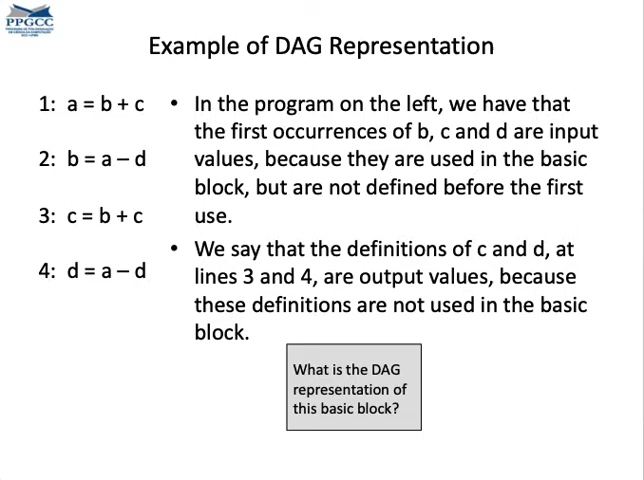 PPGCC
Example of DAG Representation
1: a = b + c
2: b = a – d
3: c = b + c
4: d = a – d
• In the program on the left, we have that
the first occurrences of b, c and d are input
values, because they are used in the basic
block, but are not defined before the first
use.
• We say that the definitions of c and d, at
lines 3 and 4, are output values, because
these definitions are not used in the basic
block.
What is the DAG
representation of
this basic block?